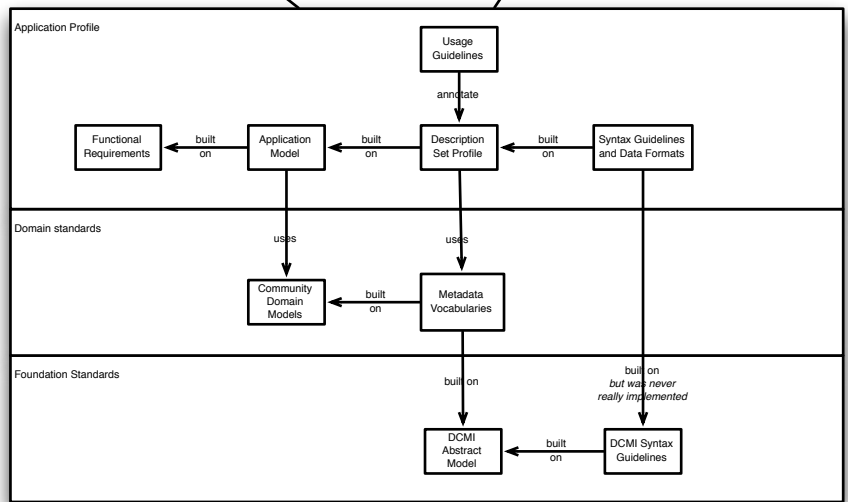 Application Profile
Usage
Guidelines
annotate
Functional
Requirements
built
on
Application
Model
built
on
Description
Set Profile
built
on
Syntax Guidelines
and Data Formats
Domain standards
uses
uses
Community
Domain
Models
built
on
Metadata
Vocabularies
Foundation Standards
built on
built on
but was never
really implemented
DCMI
Abstract
Model
built
on
DCMI Syntax
Guidelines